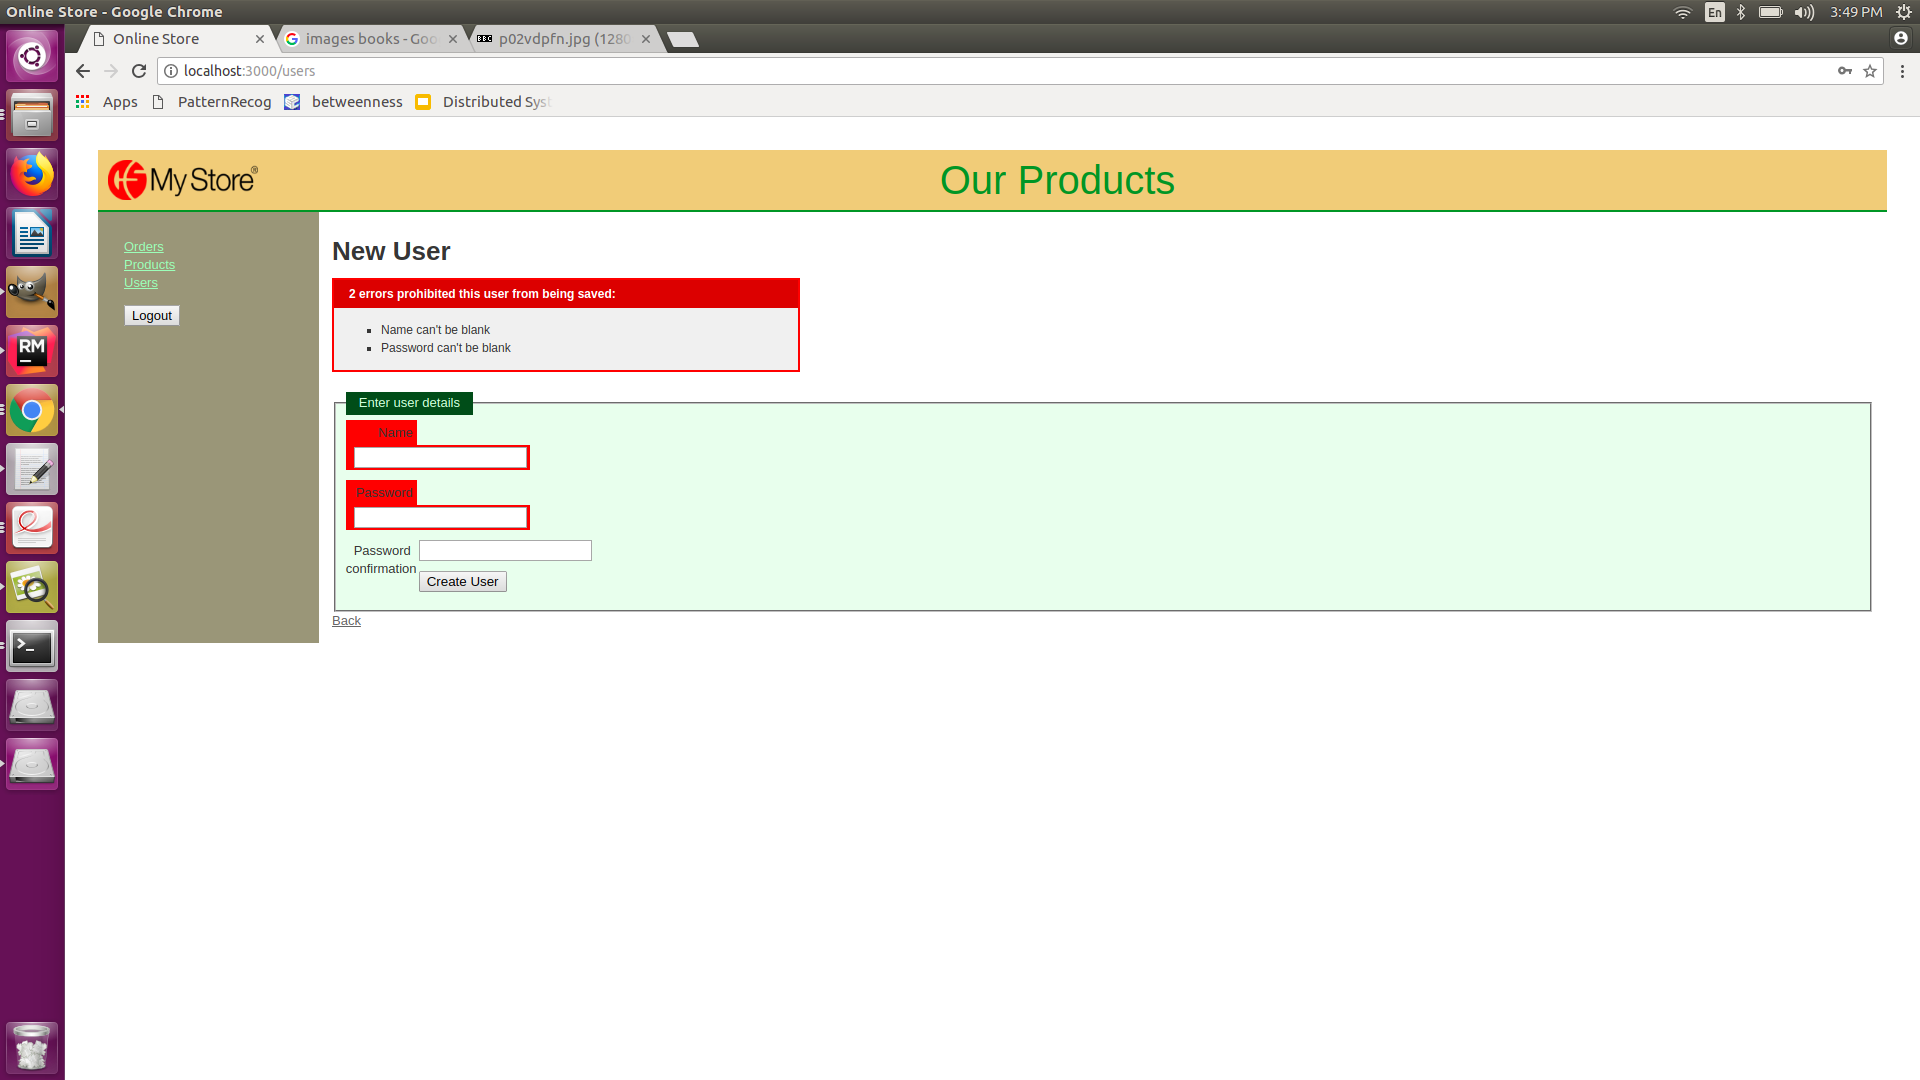 Online Store - Google Chrome
En
3:49 PM
Online Store
images books - Goo
BBC
p02vdpfn.jpg (1280
localhost:3000/users
Apps
PatternRecog
betweenness
Distributed Syst
My Store®
Our Products
Orders
Products
Users
Logout
New User
2 errors prohibited this user from being saved:
Name can't be blank
Password can't be blank
Enter user details
Name
Password
Password
confirmation
Create User
Back
RM
>_